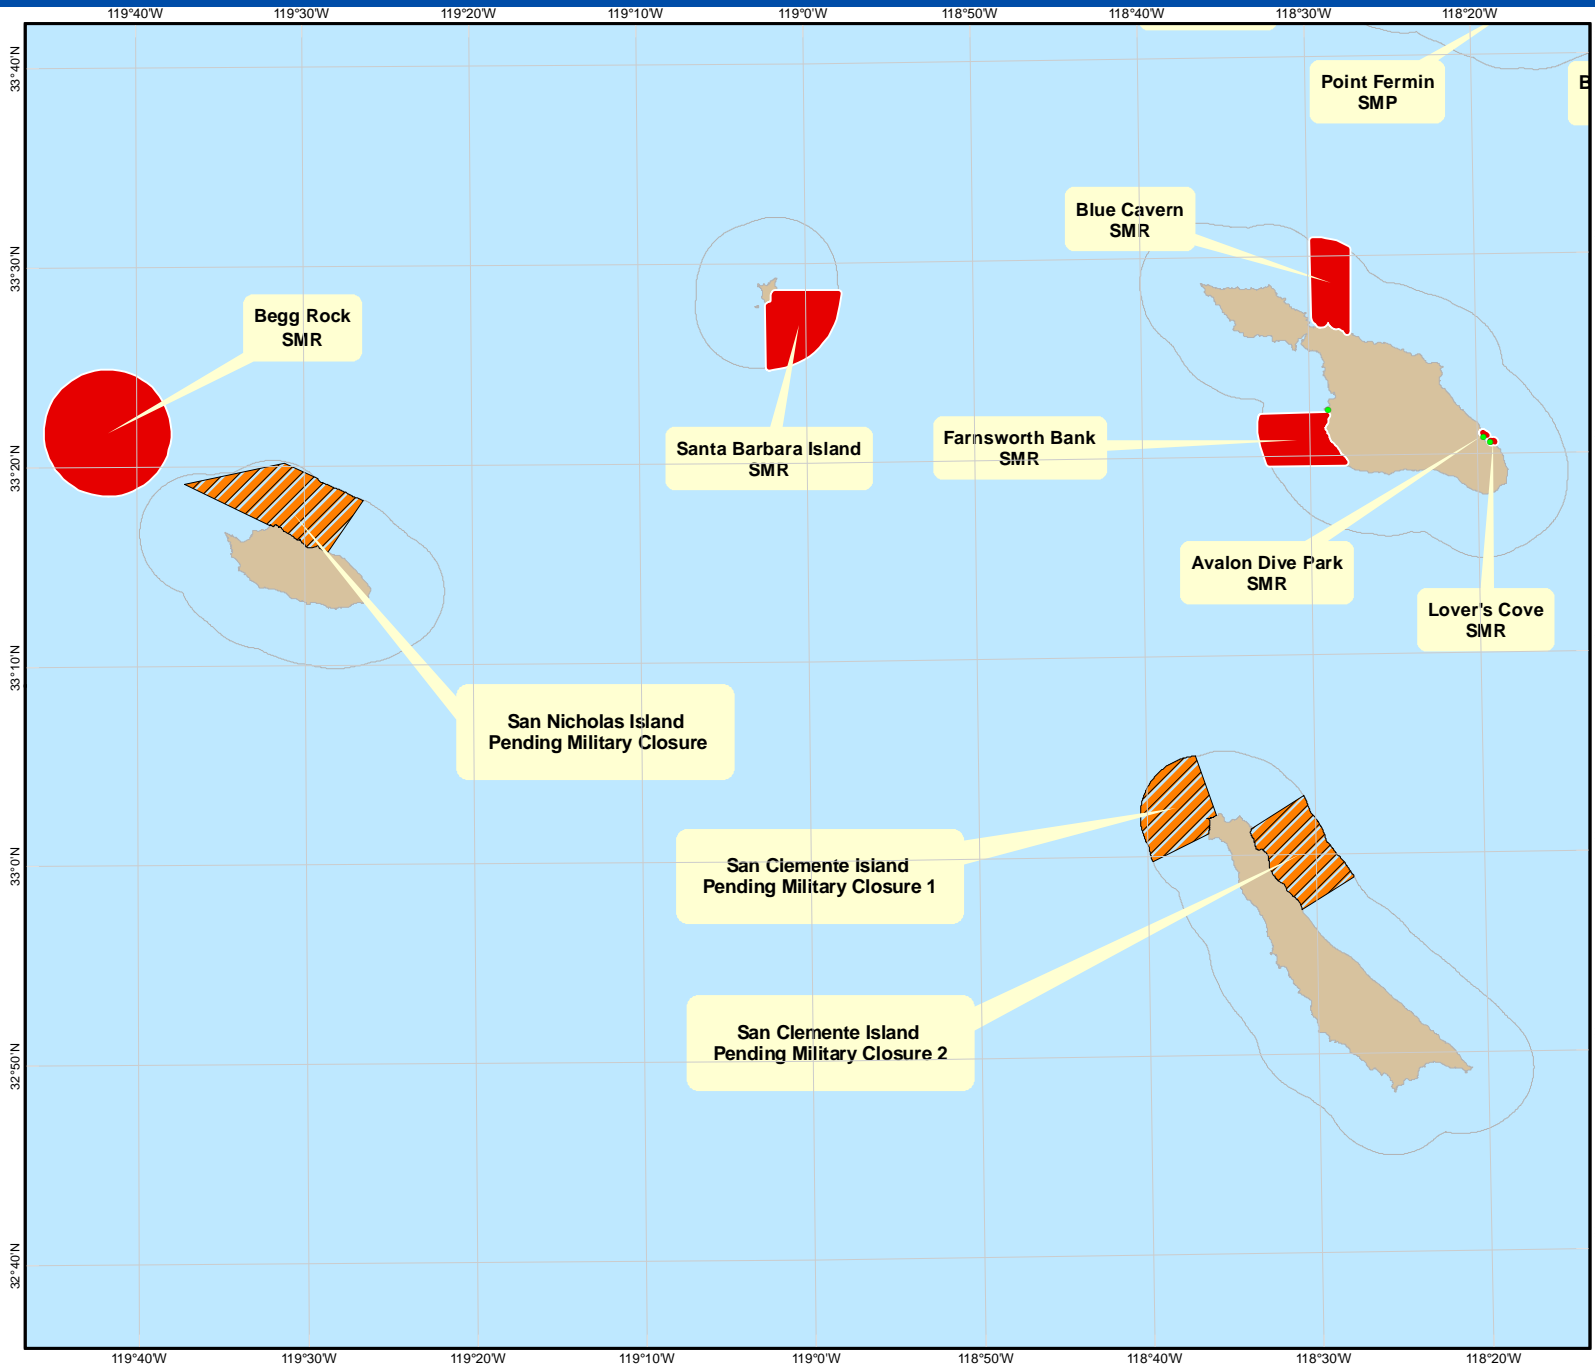 119°40'W 119°30'W 119°20'W 119°10'W 119°0'W 118°50'W 118°40'W 118°30'W 118°20'W
33°40'N
Point Fermin
SMP
B
Blue Cavern
SMR
33°30'N
Begg Rock
SMR
Santa Barbara Island
SMR
Farnsworth Bank
SMR
33°20'N
Avalon Dive Park
SMR
Lover's Cove
SMR
33°10'N
San Nicholas Island
Pending Military Closure
33°0'N
San Clemente Island
Pending Military Closure 1
San Clemente Island
Pending Military Closure 2
32°50'N
32°40'N
119°40'W 119°30'W 119°20'W 119°10'W 119°0'W 118°50'W 118°40'W 118°30'W 118°20'W